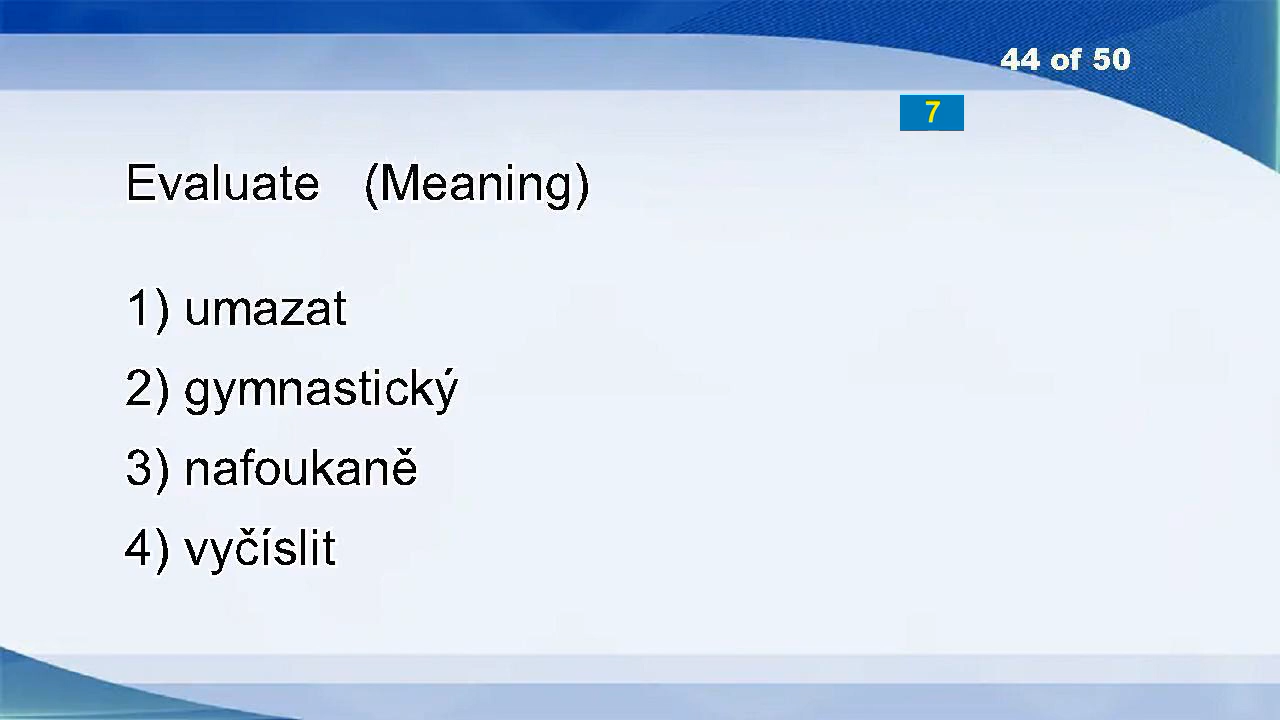 44 of 50
7
Evaluate (Meaning)
1) umazat
2) gymnastický
3) nafoukaně
4) vyčíslit